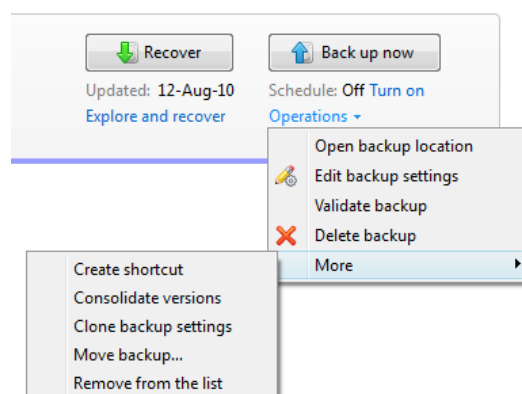 Recover Back up now
Updated: 12-Aug-10 Schedule: Off Turn on
Explore and recover Operations
Open backup location
Edit backup settings
Validate backup
Delete backup
More
Create shortcut
Consolidate versions
Clone backup settings
Move backup...
Remove from the list